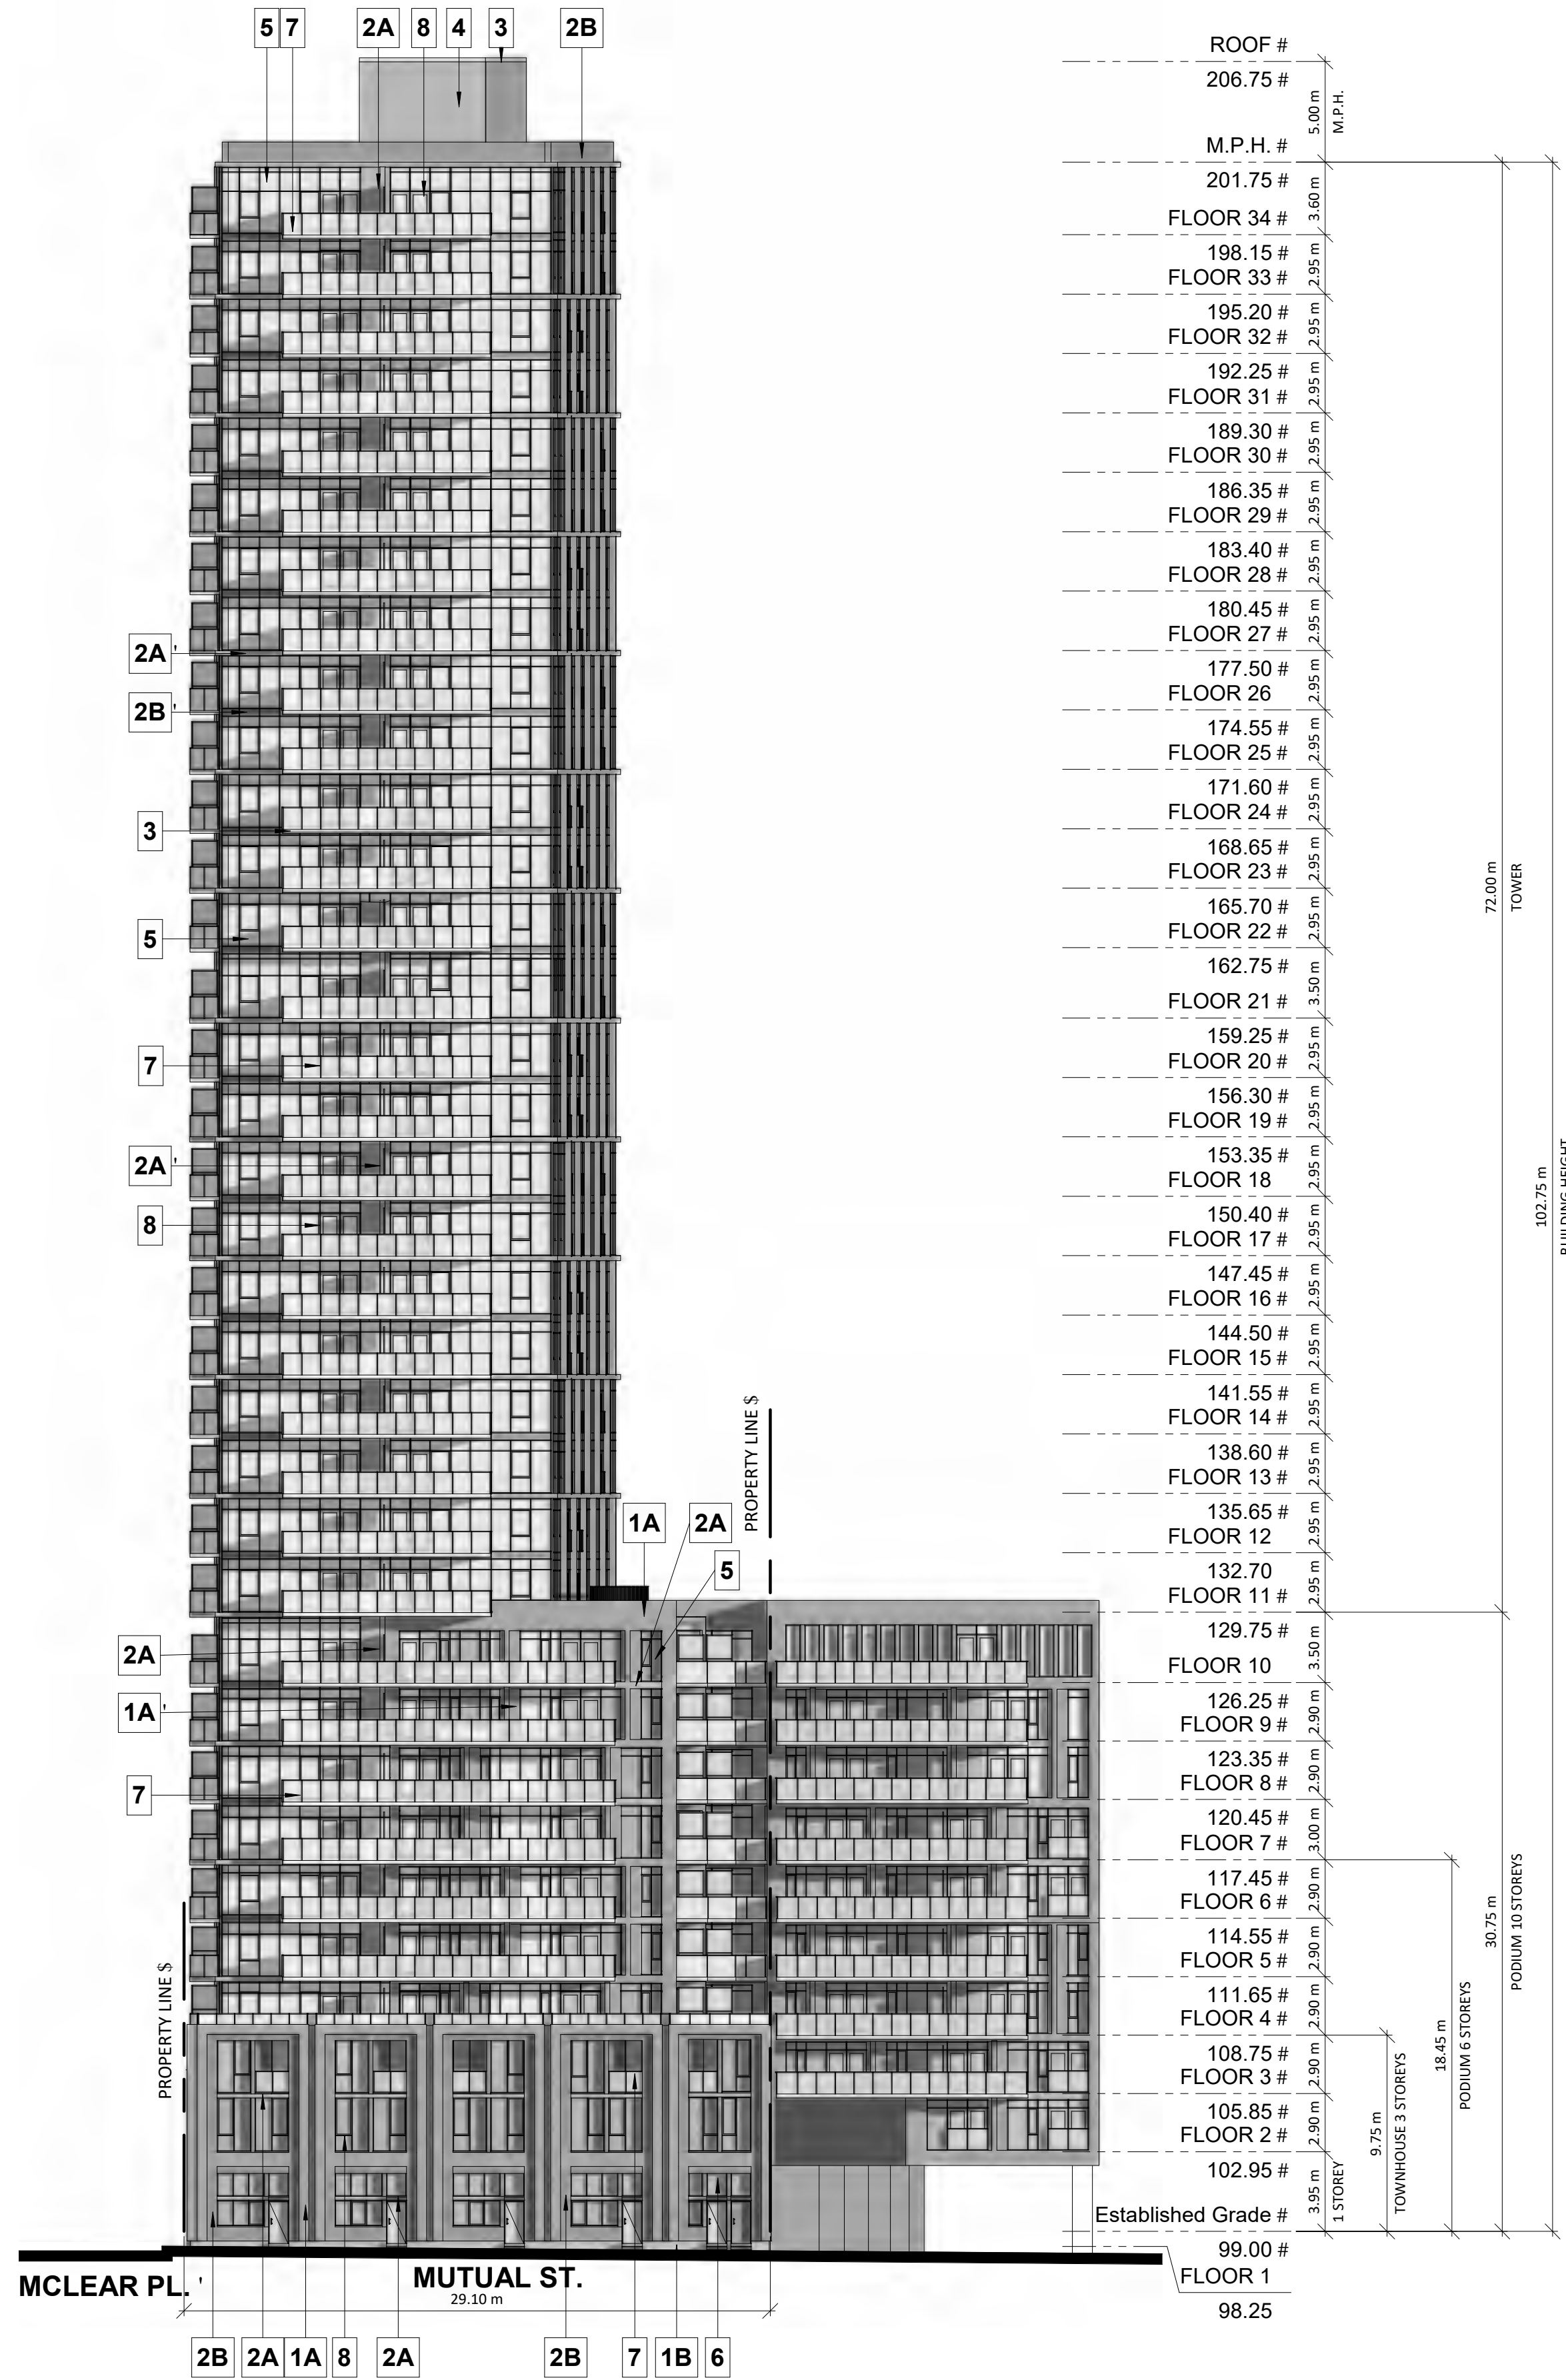 5 7 2A 8 4 3 2B
ROOF #
206.75 #
5.00 m
M.P.H.
M.P.H. #
201.75 #
3.60 m
FLOOR 34 #
198.15 #
2.95 m
FLOOR 33 #
195.20 #
2.95 m
FLOOR 32 #
192.25 #
2.95 m
FLOOR 31 #
189.30 #
2.95 m
FLOOR 30 #
186.35 #
2.95 m
FLOOR 29 #
183.40 #
2.95 m
FLOOR 28 #
180.45 #
2.95 m
FLOOR 27 #
177.50 #
2.95 m
FLOOR 26
174.55 #
2.95 m
FLOOR 25 #
171.60 #
2.95 m
FLOOR 24 #
168.65 #
2.95 m
FLOOR 23 #
165.70 #
2.95 m
FLOOR 22 #
162.75 #
3.50 m
FLOOR 21 #
159.25 #
2.95 m
FLOOR 20 #
156.30 #
2.95 m
FLOOR 19 #
153.35 #
2.95 m
FLOOR 18
150.40 #
2.95 m
FLOOR 17 #
147.45 #
2.95 m
FLOOR 16 #
144.50 #
2.95 m
FLOOR 15 #
141.55 #
2.95 m
FLOOR 14 #
138.60 #
2.95 m
FLOOR 13 #
135.65 #
2.95 m
FLOOR 12
132.70
2.95 m
FLOOR 11 #
129.75 #
3.50 m
FLOOR 10
126.25 #
2.90 m
FLOOR 9 #
123.35 #
2.90 m
FLOOR 8 #
120.45 #
3.00 m
FLOOR 7 #
117.45 #
2.90 m
FLOOR 6 #
114.55 #
2.90 m
FLOOR 5 #
111.65 #
2.90 m
FLOOR 4 #
108.75 #
2.90 m
FLOOR 3 #
105.85 #
2.90 m
FLOOR 2 #
102.95 #
3.95 m
1 STOREY
Established Grade #
99.00 #
FLOOR 1
98.25
72.00 m
TOWER
102.75 m
BUILDING HEIGHT
30.75 m
PODIUM 10 STOREYS
18.45 m
PODIUM 6 STOREYS
9.75 m
TOWNHOUSE 3 STOREYS
2A '
2B '
3
5
7
2A '
8
PROPERTY LINE $
1A 2A
5
2A
1A '
7
PROPERTY LINE $
MCLEAR PL. '
MUTUAL ST.
29.10 m
2B 2A 1A 8 2A 2B 7 1B 6